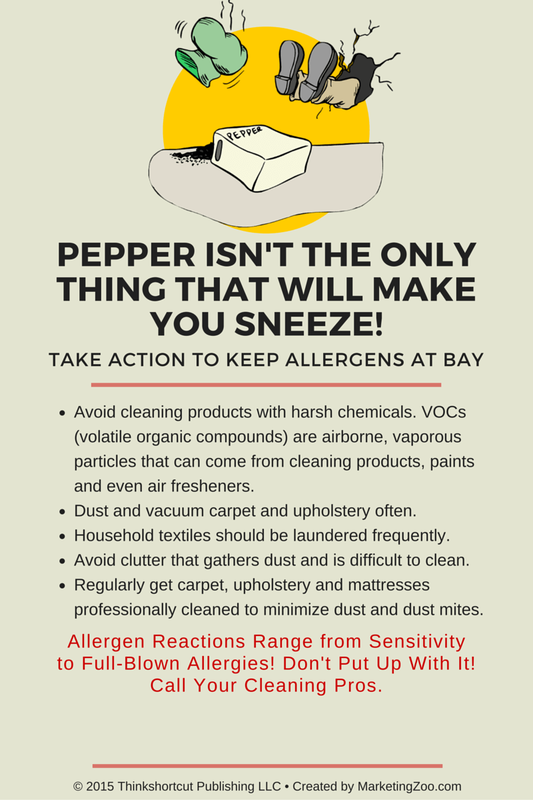 PEPPER
PEPPER ISN'T THE ONLY
THING THAT WILL MAKE
YOU SNEEZE!
TAKE ACTION TO KEEP ALLERGENS AT BAY
• Avoid cleaning products with harsh chemicals. VOCs
(volatile organic compounds) are airborne, vaporous
particles that can come from cleaning products, paints
and even air fresheners.
• Dust and vacuum carpet and upholstery often.
• Household textiles should be laundered frequently.
• Avoid clutter that gathers dust and is difficult to clean.
• Regularly get carpet, upholstery and mattresses
professionally cleaned to minimize dust and dust mites.
Allergen Reactions Range from Sensitivity
to Full-Blown Allergies! Don't Put Up With It!
Call Your Cleaning Pros.
© 2015 Thinkshortcut Publishing LLC • Created by MarketingZoo.com